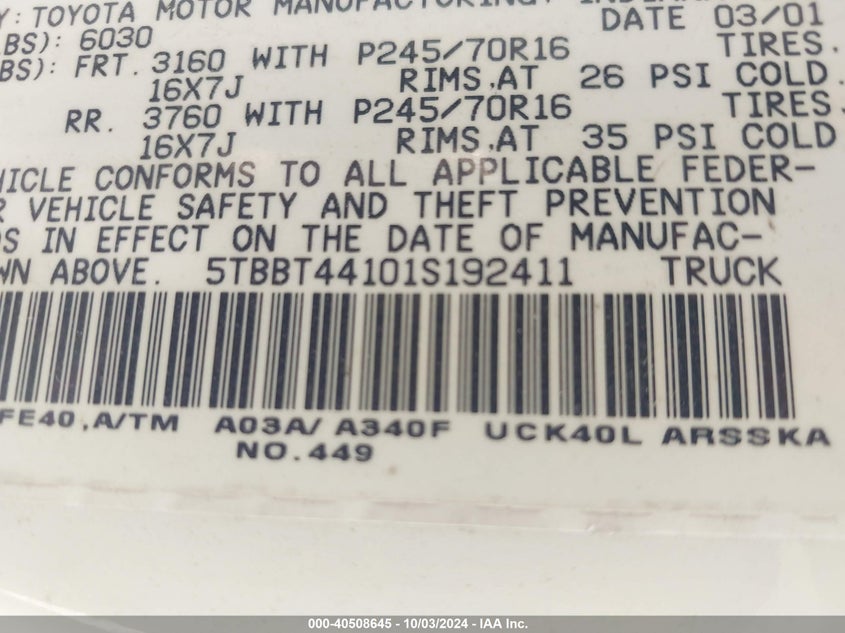 Y: TOYOTA MOTOR MANUFACTURING,
DATE 03/01
LBS): 6030
BS): FRT. 3160 WITH P245/70R16 TIRES.
16X7J RIMS,AT 26 PSI COLD.
RR. 3760 WITH P245/70R16 TIRES.
16X7J RIMS,AT 35 PSI COLD
HICLE CONFORMS TO ALL APPLICABLE FEDER-
R VEHICLE SAFETY AND THEFT PREVENTION
DS IN EFFECT ON THE DATE OF MANUFAC-
WN ABOVE. 5TBBT44101S192411 TRUCK
FE40,A/TM A03A/A340F UCK40L ARSSKA
NO.449
000-40508645 - 10/03/2024 - IAA Inc.